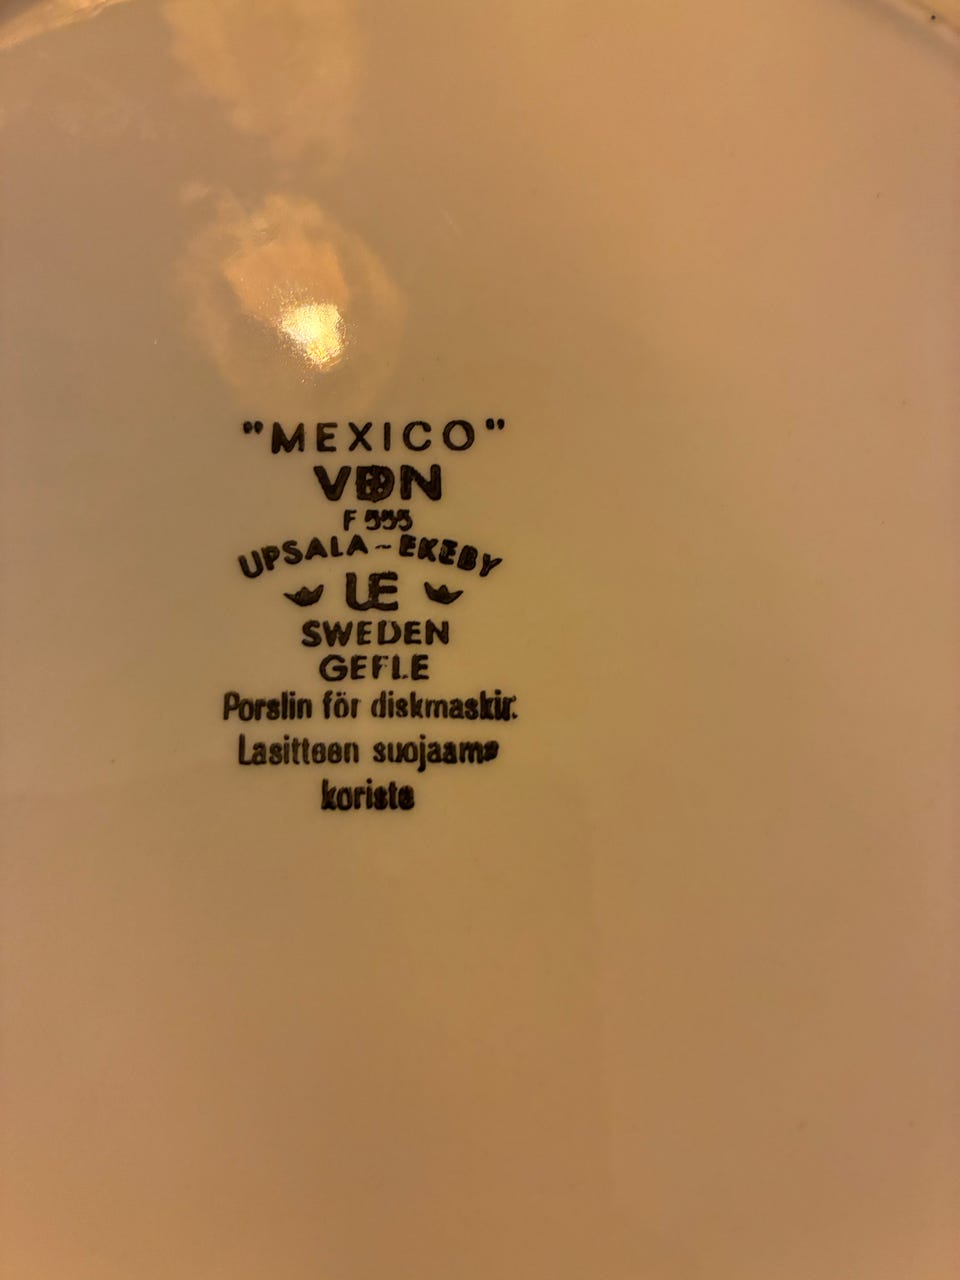 "MEXICO"
VDN
F 555
UPSALA-EKEBY
UE
SWEDEN
GEFLE
Porslin för diskmaskin.
Lasitteen suojaama
koriste